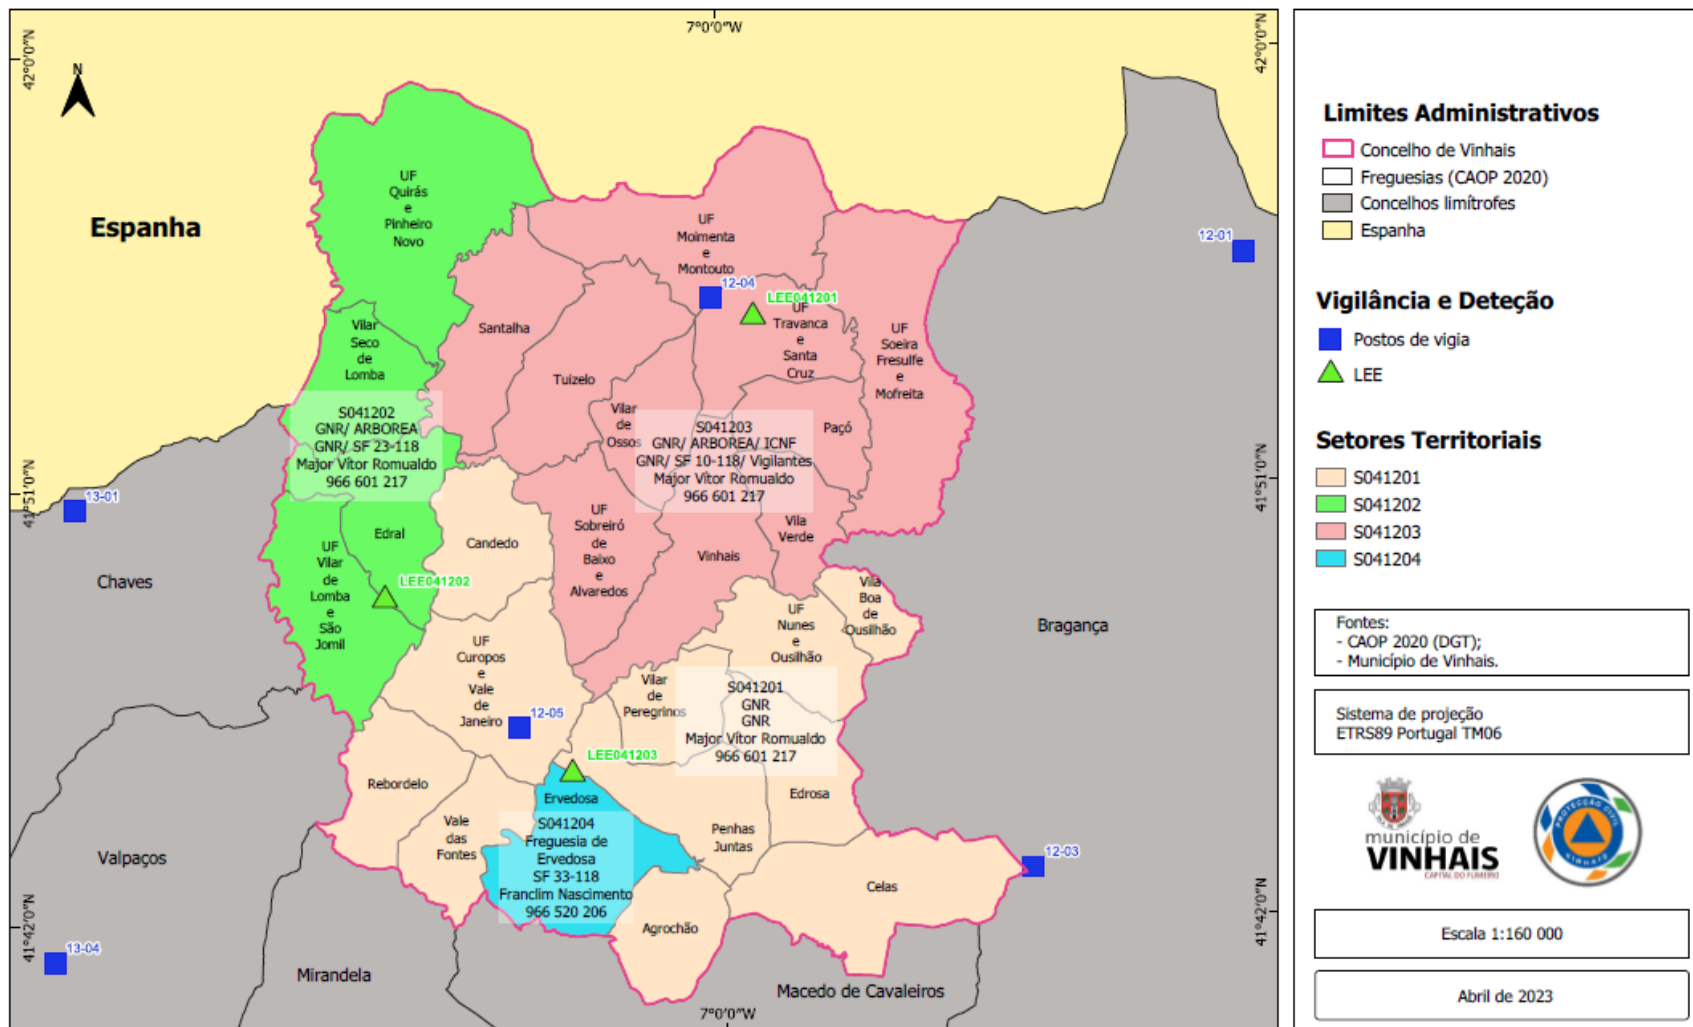 7°0'0"W
42°0'0"N
42°0'0"N
N
Espanha
UF
Quirás
e
Pinheiro
Novo
UF
Moimenta
e
Montouto
12-01
12-04
LEE041201
UF
Travanca
e
Santa
Cruz
UF
Soeira
Fresulfe
e
Mofreita
Santalha
Vilar
Seco
de
Lomba
Tuizelo
Vilar
de
Ossos
Paçó
S041202
GNR/ ARBOREA
GNR/ SF 23-118
Major Vítor Romualdo
966 601 217
S041203
GNR/ ARBOREA/ ICNF
GNR/ SF 10-118/ Vigilantes
Major Vítor Romualdo
966 601 217
41°51'0"N
41°51'0"N
13-01
Chaves
Edral
Candedo
UF
Sobreiró
de
Baixo
e
Alvaredos
Vila
Verde
Vinhais
UF
Vilar
de
Lomba
e
São
Jomil
LEE041202
Vila
Boa
de
Ousilhão
UF
Nunes
e
Ousilhão
Bragança
UF
Curopos
e
Vale
de
Janeiro
12-05
Vilar
de
Peregrinos
S041201
GNR
GNR
Major Vítor Romualdo
966 601 217
LEE041203
Rebordelo
Ervedosa
Edrosa
Vale
das
Fontes
S041204
Freguesia de
Ervedosa
SF 33-118
Franclim Nascimento
966 520 206
Penhas
Juntas
12-03
Celas
Agrochão
Valpaços
41°42'0"N
41°42'0"N
13-04
Mirandela
Macedo de Cavaleiros
7°0'0"W
Limites Administrativos
Concelho de Vinhais
Freguesias (CAOP 2020)
Concelhos limítrofes
Espanha
Vigilância e Deteção
Postos de vigia
LEE
Setores Territoriais
S041201
S041202
S041203
S041204
Fontes:
- CAOP 2020 (DGT);
- Município de Vinhais.
Sistema de projeção
ETRS89 Portugal TM06
município de
VINHAIS
CAPITAL DO FUMEIRO
PROTECÇÃO CIVIL
VINHAIS
Escala 1:160 000
Abril de 2023